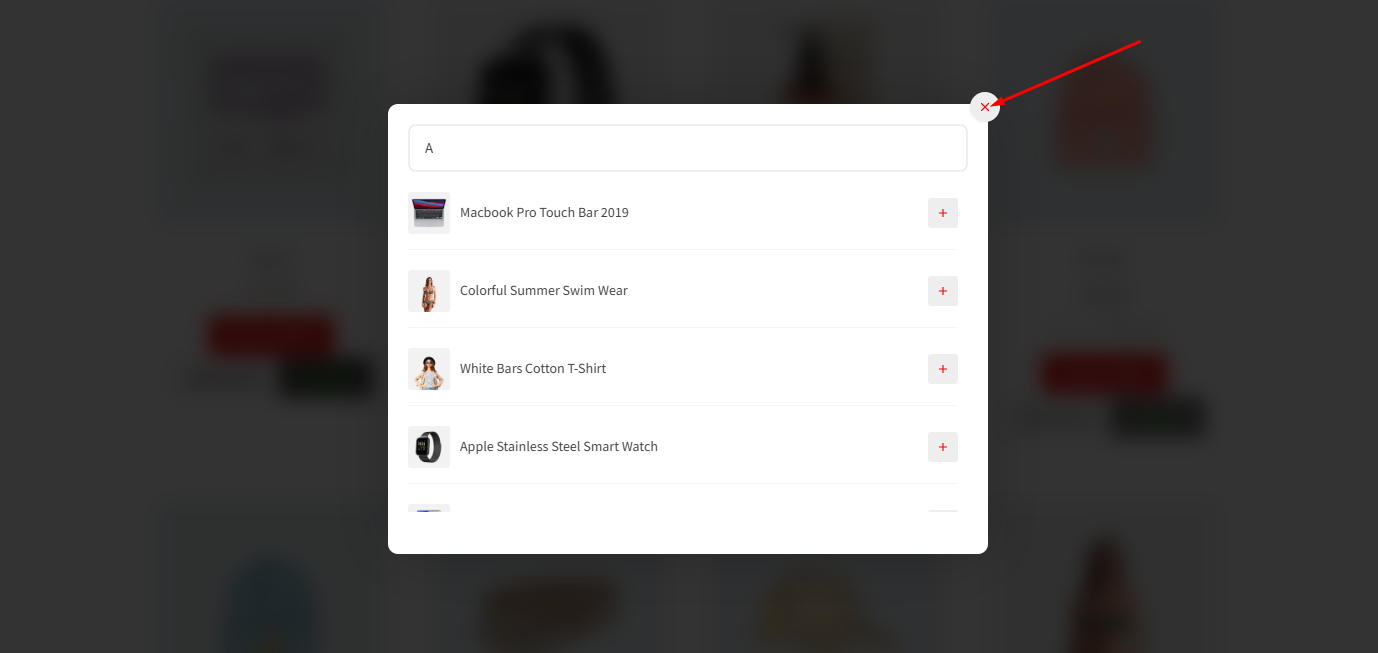 A
Macbook Pro Touch Bar 2019
Colorful Summer Swim Wear
White Bars Cotton T-Shirt
Apple Stainless Steel Smart Watch